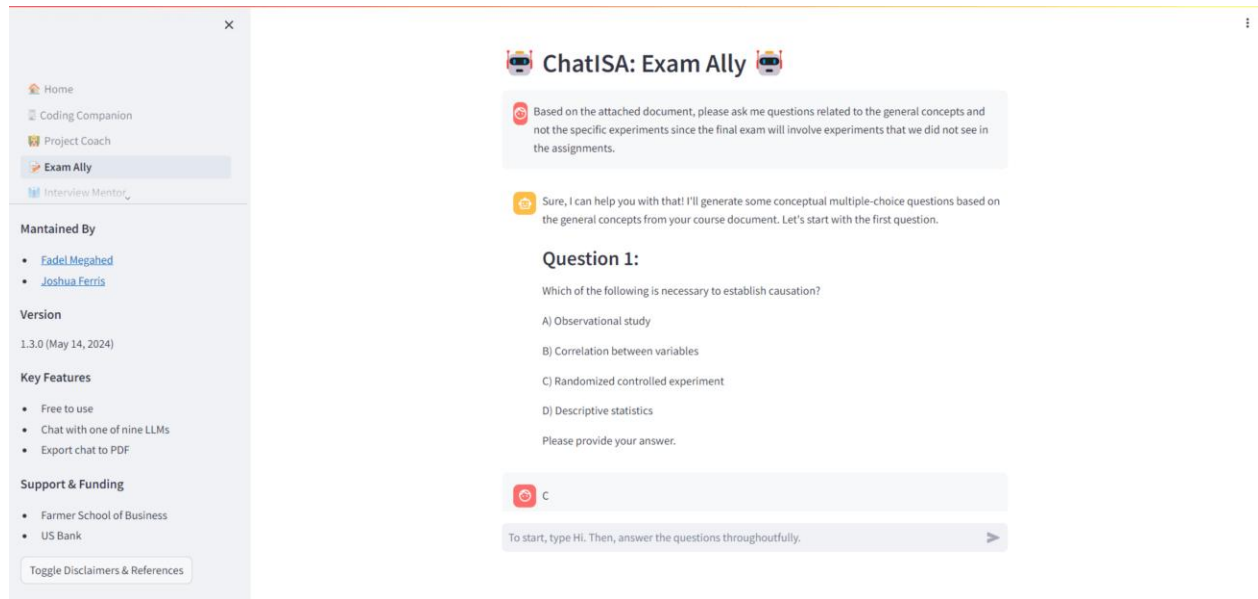 Home
Coding Companion
Project Coach
Exam Ally
Interview Mentor
Mantained By
Fadel Megahed
Joshua Ferris
Version
1.3.0 (May 14, 2024)
Key Features
Free to use
Chat with one of nine LLMs
Export chat to PDF
Support & Funding
Farmer School of Business
US Bank
Toggle Disclaimers & References
ChatISA: Exam Ally
Based on the attached document, please ask me questions related to the general concepts and
not the specific experiments since the final exam will involve experiments that we did not see in
the assignments.
Sure, I can help you with that! I'll generate some conceptual multiple-choice questions based on
the general concepts from your course document. Let's start with the first question.
Question 1:
Which of the following is necessary to establish causation?
A) Observational study
B) Correlation between variables
C) Randomized controlled experiment
D) Descriptive statistics
Please provide your answer.
C
To start, type Hi. Then, answer the questions throughoutfully.